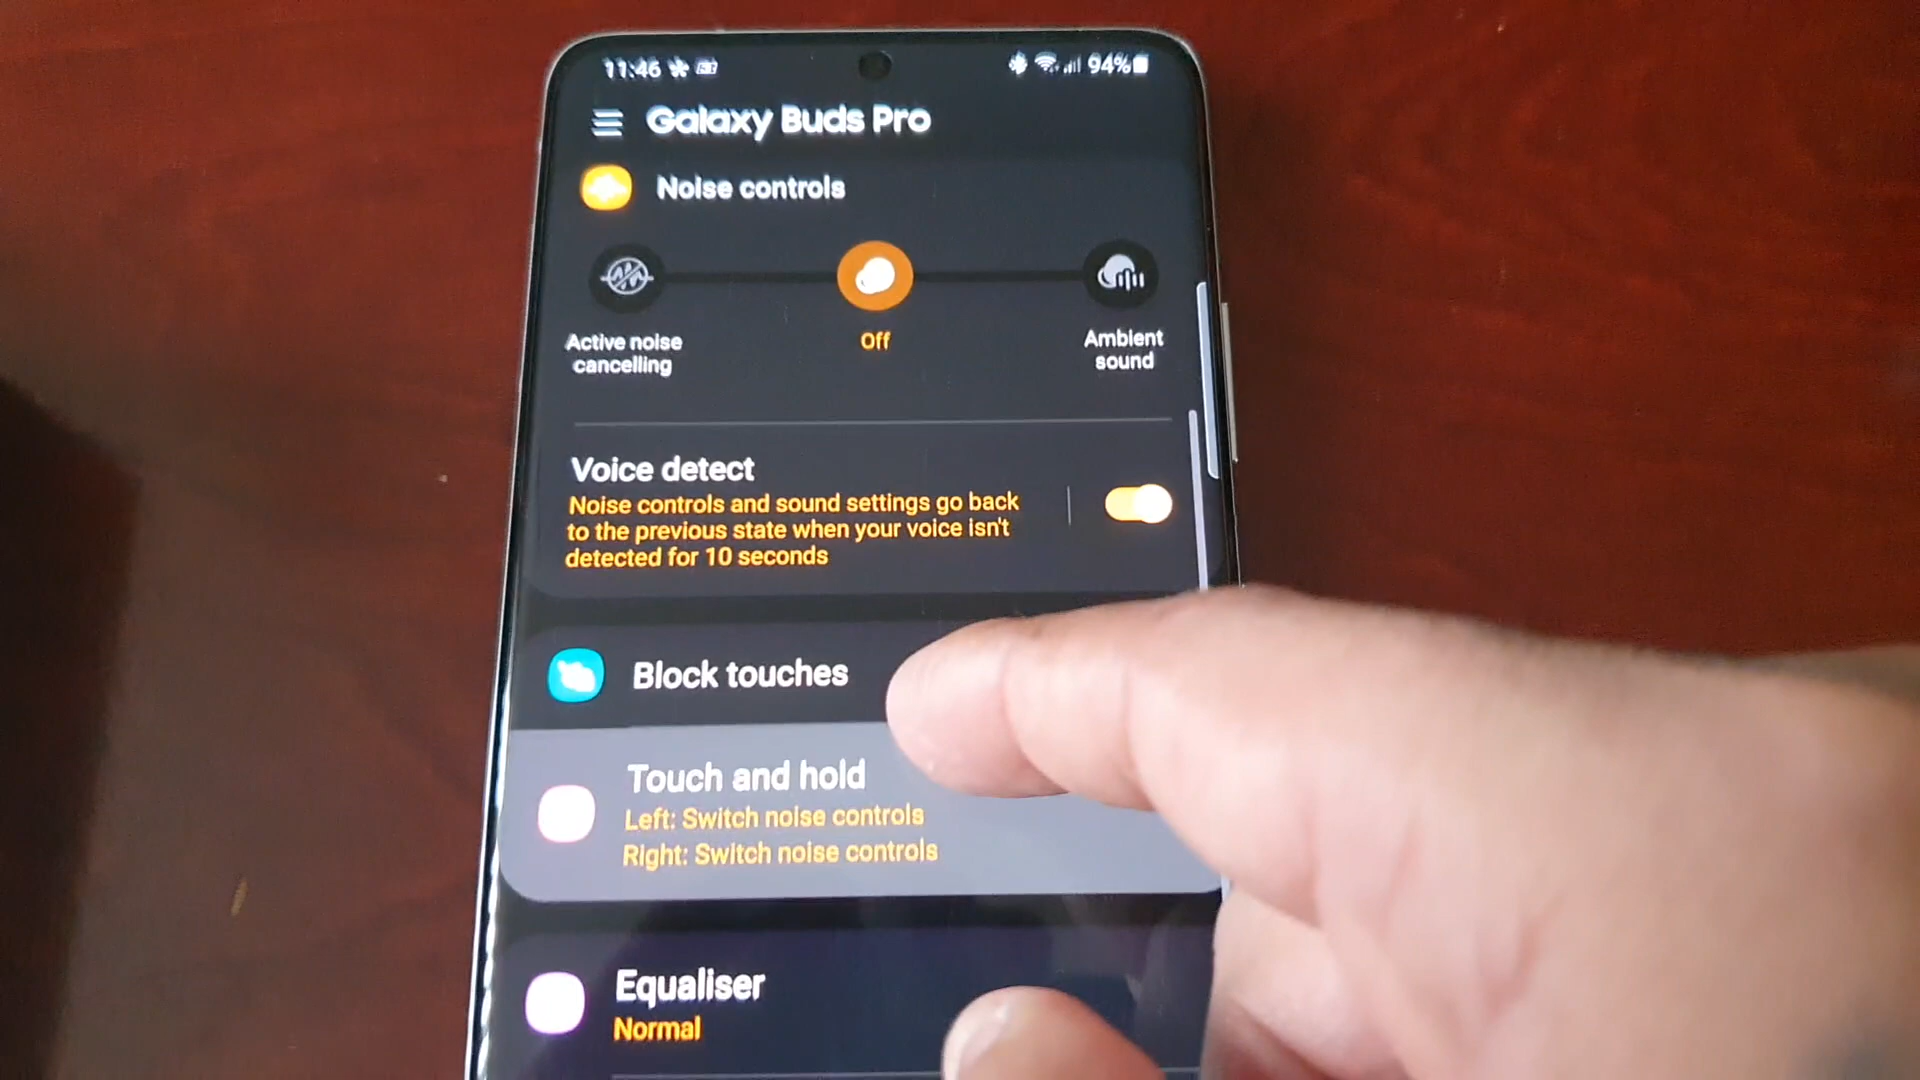 11:46
94%
Galaxy Buds Pro
Noise controls
Active noise
cancelling
Off
Ambient
sound
Voice detect
Noise controls and sound settings go back
to the previous state when your voice isn't
detected for 10 seconds
Block touches
Touch and hold
Left: Switch noise controls
Right: Switch noise controls
Equaliser
Normal